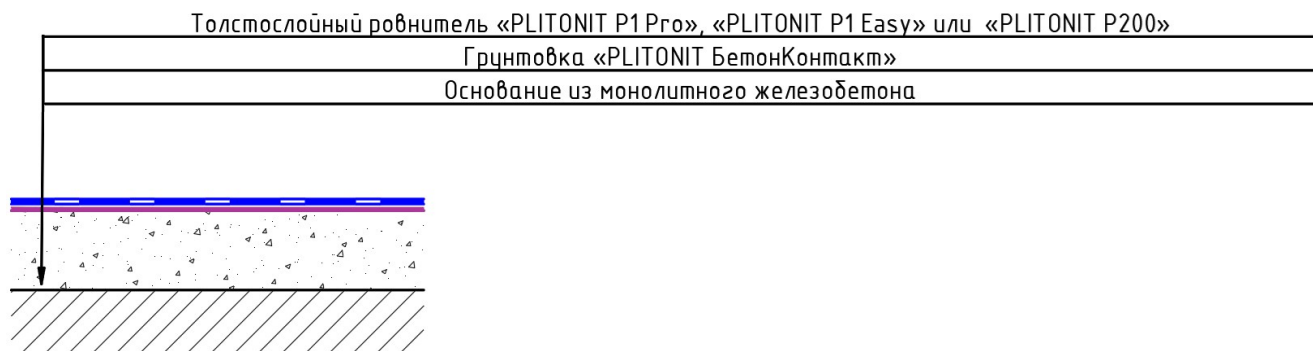 Толстослойный ровнитель «PLITONIT P1 Pro», «PLITONIT P1 Easy» или «PLITONIT P200»
Грунтовка «PLITONIT БетонКонтакт»
Основание из монолитного железобетона